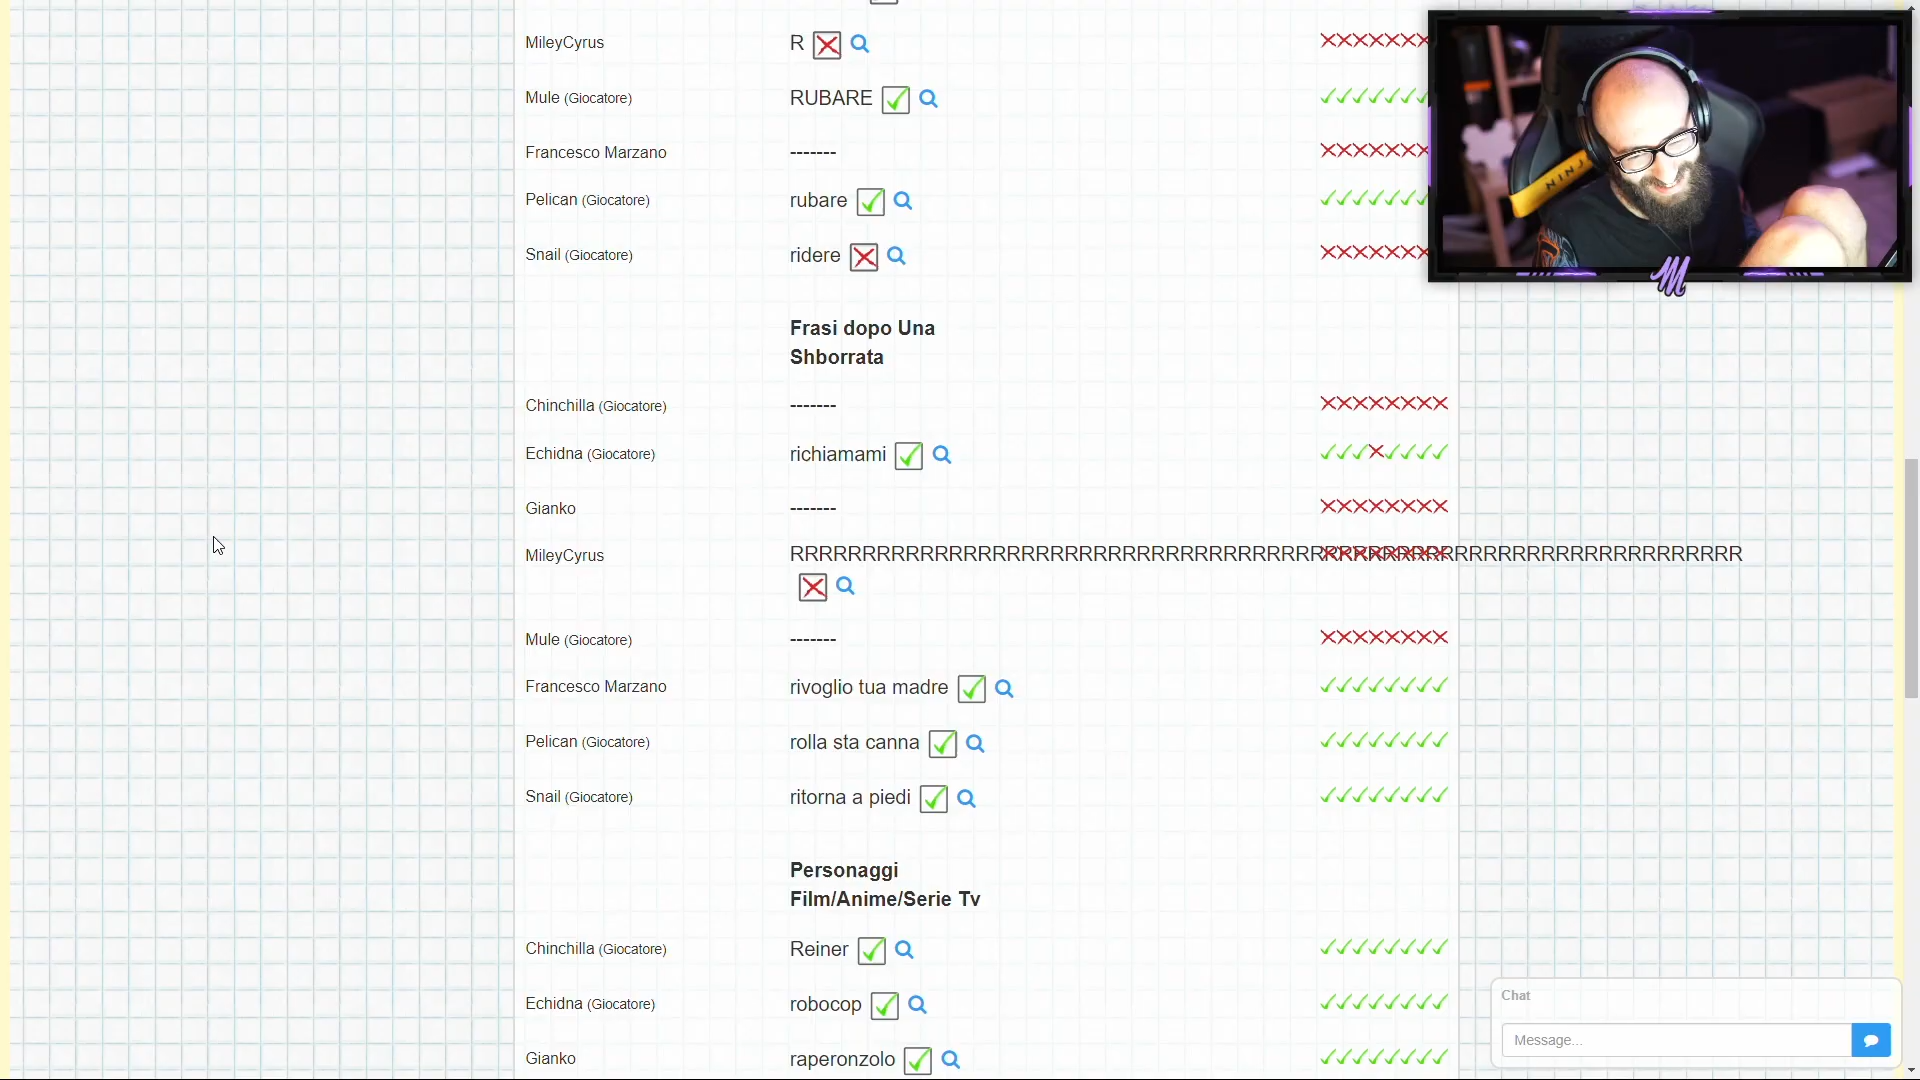 MileyCyrus R
Mule (Giocatore) RUBARE
Francesco Marzano -------
Pelican (Giocatore) rubare
Snail (Giocatore) ridere
Frasi dopo Una
Shborrata
Chinchilla (Giocatore) -------
Echidna (Giocatore) richiamami
Gianko -------
MileyCyrus RRRRRRRRRRRRRRRRRRRRRRRRRRRRRRRRRRRRRRRRRRRRRRRRRRRRRRRRRRRRRRRRRR
Mule (Giocatore) -------
Francesco Marzano rivoglio tua madre
Pelican (Giocatore) rolla sta canna
Snail (Giocatore) ritorna a piedi
Personaggi
Film/Anime/Serie Tv
Chinchilla (Giocatore) Reiner
Echidna (Giocatore) robocop
Gianko raperonzolo
NINJ
Chat
Message...